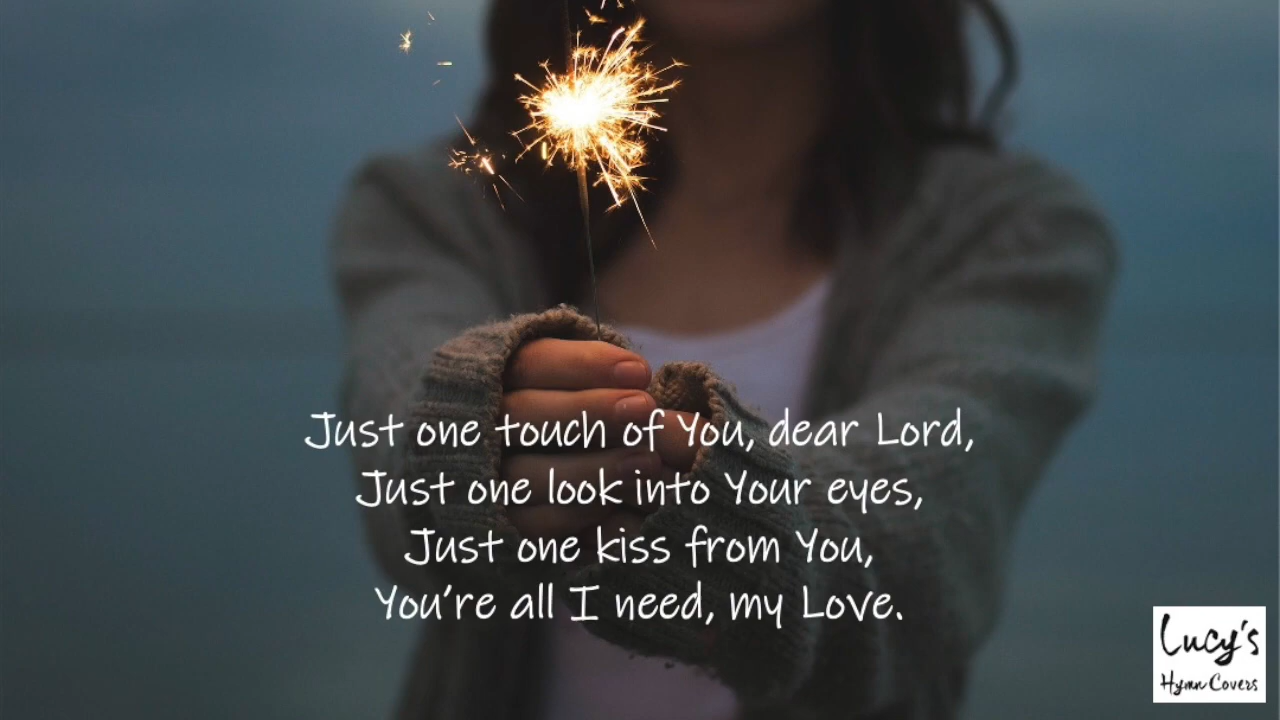 Just one touch of You, dear Lord,
Just one look into Your eyes,
Just one kiss from You,
You're all I need, my Love.
Lucy's
Hymn Covers